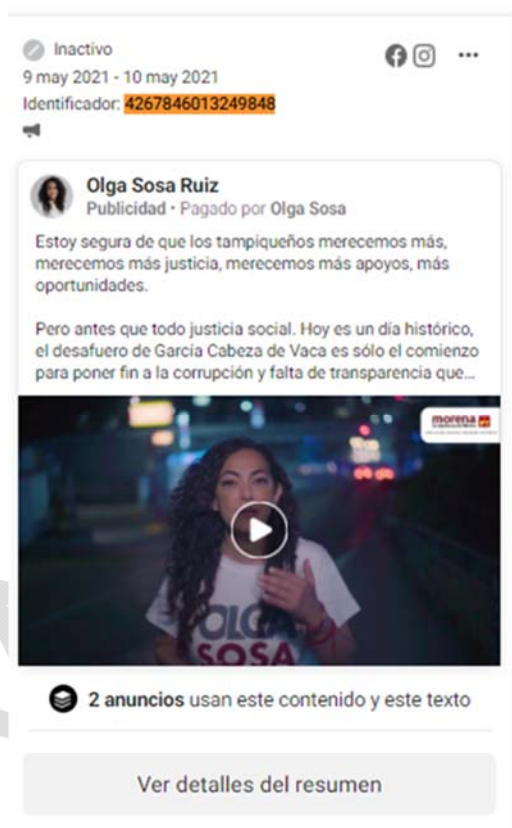 Inactivo
9 may 2021 - 10 may 2021
Identificador: 4267846013249848
Olga Sosa Ruiz
Publicidad • Pagado por Olga Sosa
Estoy segura de que los tampiqueños merecemos más,
merecemos más justicia, merecemos más apoyos, más
oportunidades.
Pero antes que todo justicia social. Hoy es un día histórico,
el desafuero de García Cabeza de Vaca es sólo el comienzo
para poner fin a la corrupción y falta de transparencia que...
morena
OLGA
SOSA
2 anuncios usan este contenido y este texto
Ver detalles del resumen